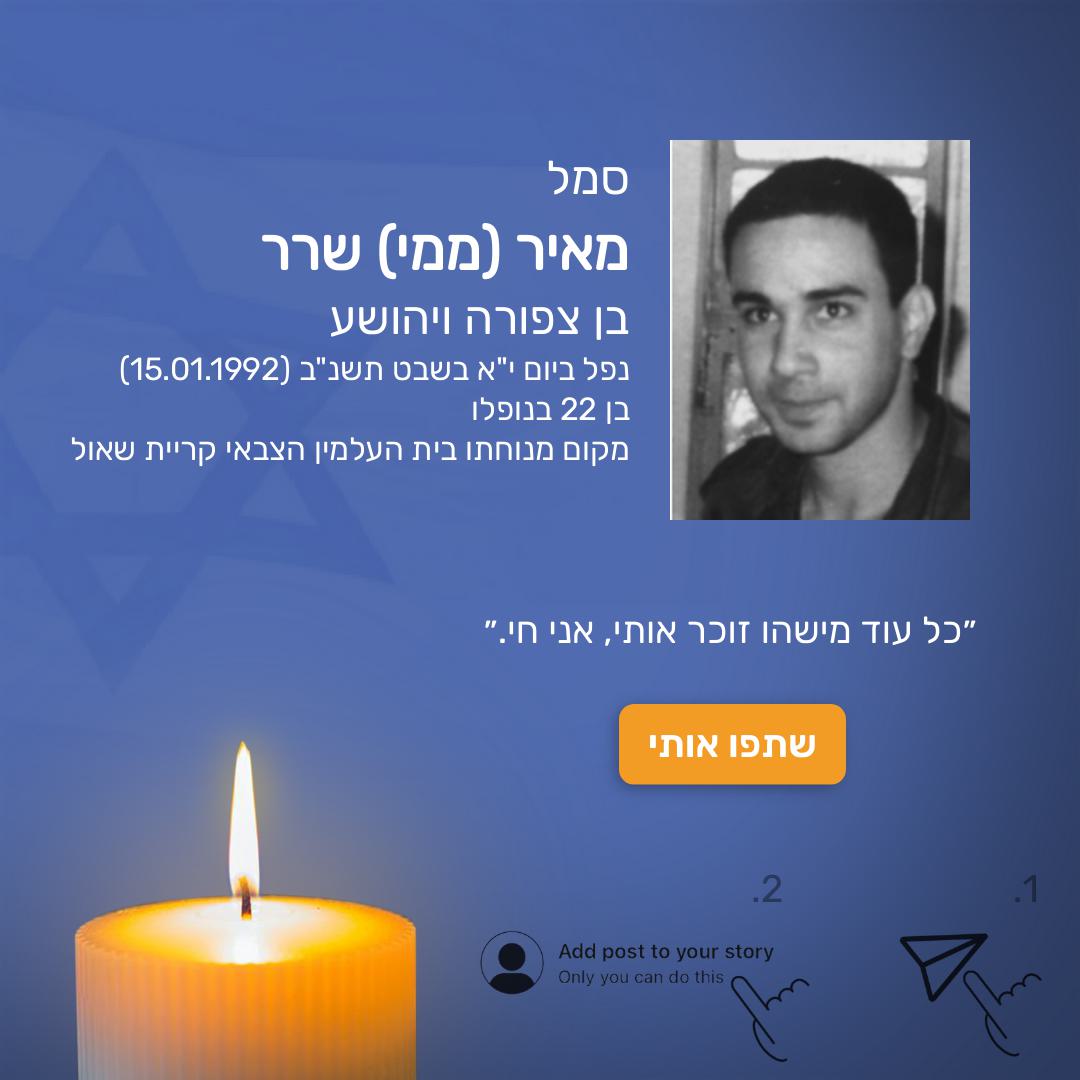 סמל
מאיר (ממי) שרר
בן צפורה ויהושע
נפל ביום י"א בשבט תשנ"ב (15.01.1992)
בן 22 בנופלו
מקום מנוחתו בית העלמין הצבאי קריית שאול
״כל עוד מישהו זוכר אותי, אני חי.״
שתפו אותי
.1
.2
Add post to your story
Only you can do this